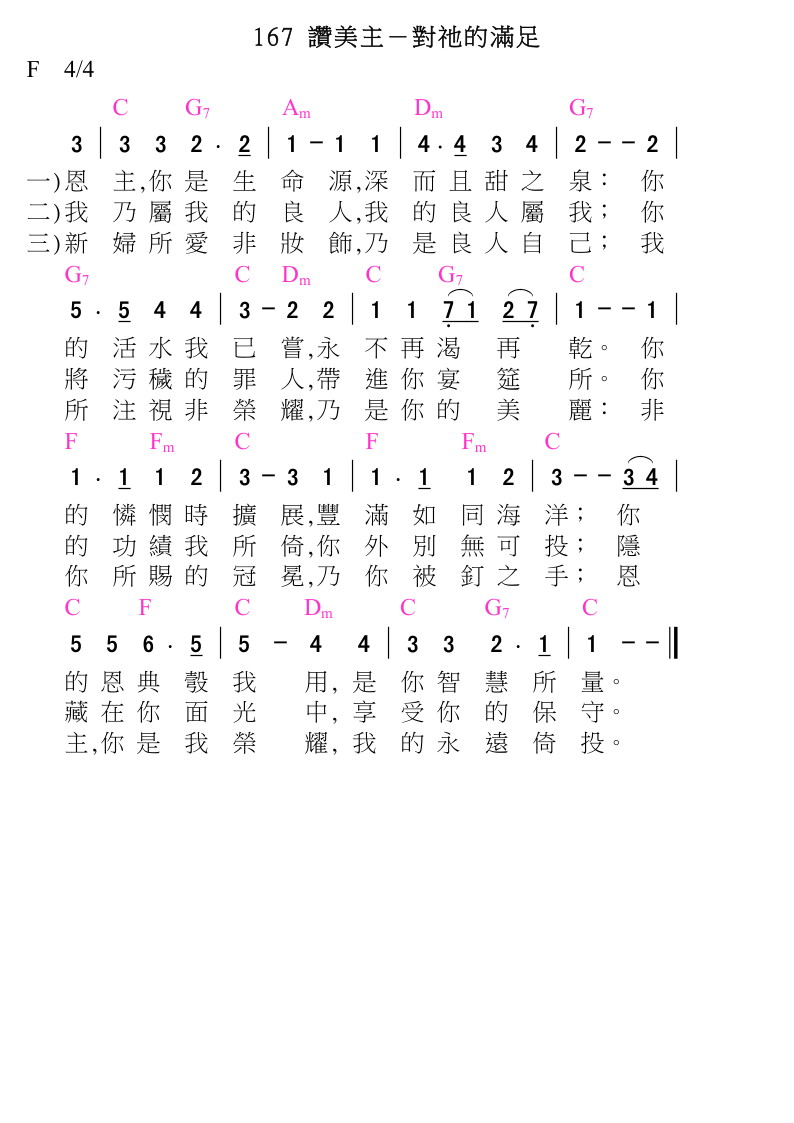 167 讚美主－對祂的滿足
F 4/4
C G7 Am Dm G7
3 | 3 3 2 · 2 | 1 － 1 1 | 4 · 4 3 4 | 2 － － 2 |
一)恩 主,你 是 生 命 源,深 而 且 甜 之 泉： 你
二)我 乃 屬 我 的 良 人,我 的 良 人 屬 我； 你
三)新 婦 所 愛 非 妝 飾,乃 是 良 人 自 己； 我
G7 C Dm C G7 C
5 · 5 4 4 | 3 － 2 2 | 1 1 7 1 2 7 | 1 － － 1 |
的 活 水 我 已 嘗,永 不 再 渴 再 乾。 你
將 污 穢 的 罪 人,帶 進 你 宴 筵 所。 你
所 注 視 非 榮 耀,乃 是 你 的 美 麗： 非
F Fm C F Fm C
1 · 1 1 2 | 3 － 3 1 | 1 · 1 1 2 | 3 － － 3 4 |
的 憐 憫 時 擴 展,豐 滿 如 同 海 洋； 你
的 功 績 我 所 倚,你 外 別 無 可 投； 隱
你 所 賜 的 冠 冕,乃 你 被 釘 之 手； 恩
C F C Dm C G7 C
5 5 6 · 5 | 5 － 4 4 | 3 3 2 · 1 | 1 － － ‖
的 恩 典 彀 我 用, 是 你 智 慧 所 量。
藏 在 你 面 光 中, 享 受 你 的 保 守。
主,你 是 我 榮 耀, 我 的 永 遠 倚 投。